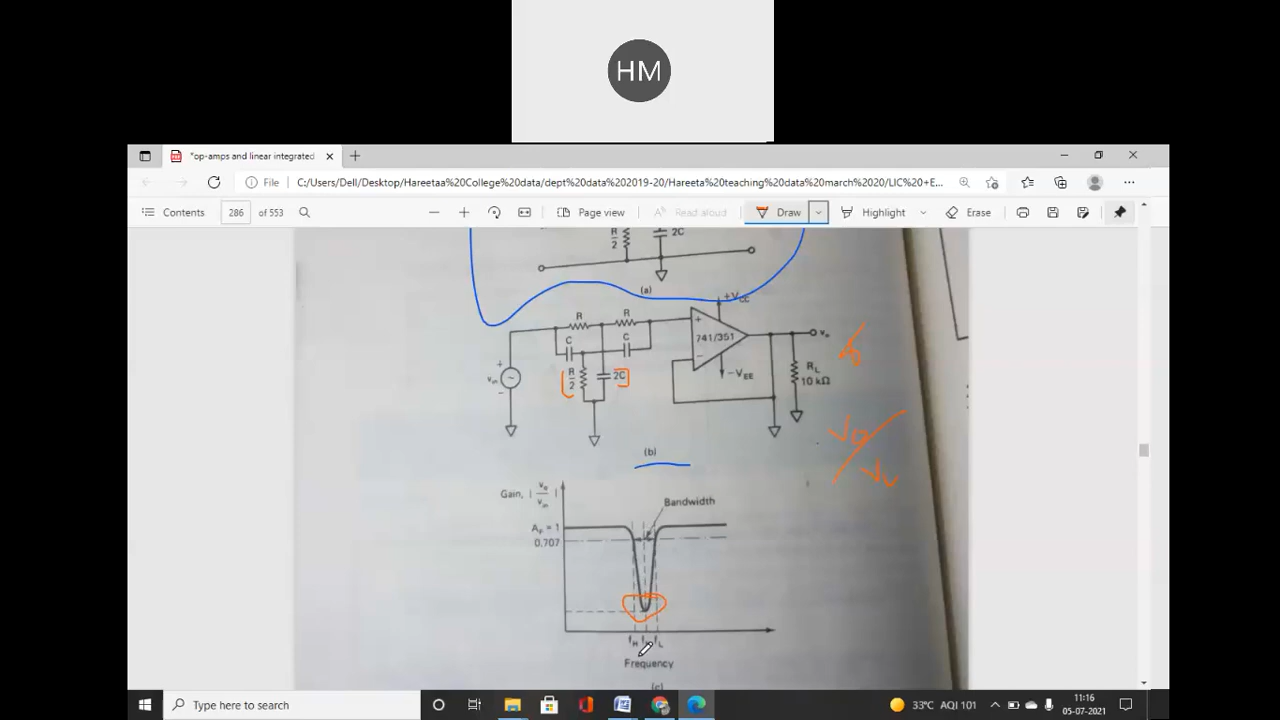 HM
*op-amps and linear integrated
File C:/Users/Dell/Desktop/Hareetaa%20College%20data/dept%20data%202019-20/Hareeta%20teaching%20data%20march%2020/LIC%20+E...
Contents 286 of 553 Page view Read aloud Draw Highlight Erase
R
2
2C
(a)
+VCC
R R
C C
741/351
vo
+
vin
−
R
2
2C
+
−
−VEE
RL
10 kΩ
(b)
Gain, | vo
vin |
Bandwidth
AF = 1
0.707
fH fL
Frequency
(c)
Type here to search
33°C AQI 101
11:16
05-07-2021